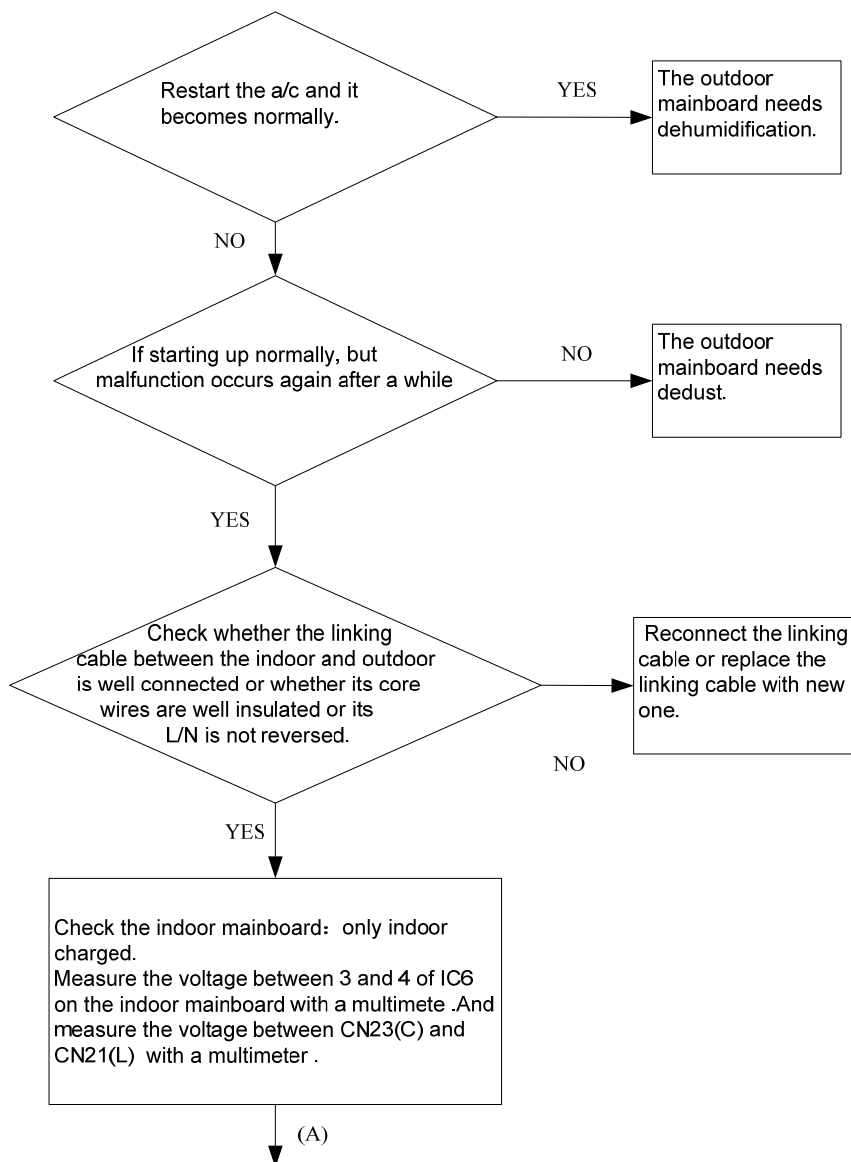 Restart the a/c and it
becomes normally.
YES
The outdoor
mainboard needs
dehumidification.
NO
If starting up normally, but
malfunction occurs again after a while
NO
The outdoor
mainboard needs
dedust.
YES
Check whether the linking
cable between the indoor and outdoor
is well connected or whether its core
wires are well insulated or its
L/N is not reversed.
NO
Reconnect the linking
cable or replace the
linking cable with new
one.
YES
Check the indoor mainboard：only indoor
charged.
Measure the voltage between 3 and 4 of IC6
on the indoor mainboard with a multimete .And
measure the voltage between CN23(C) and
CN21(L) with a multimeter .
(A)